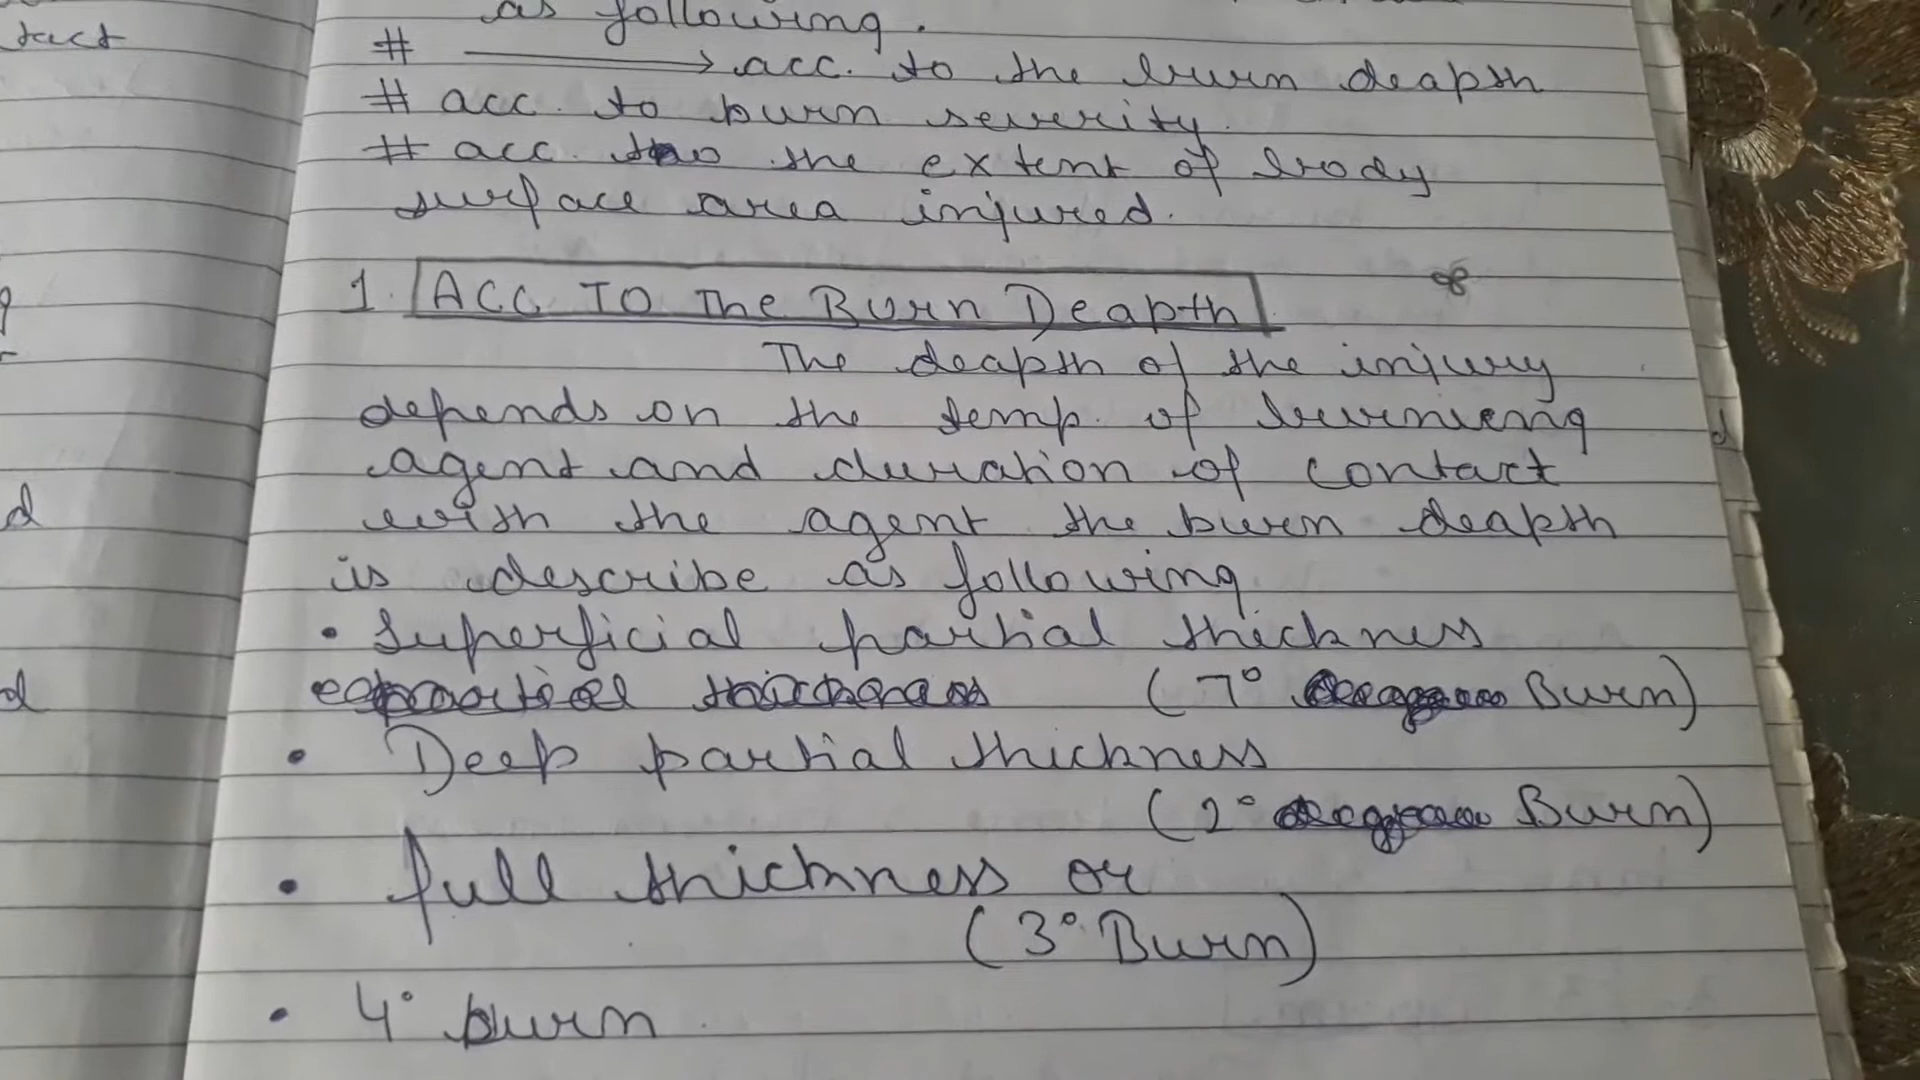 tact
d
d
as following.
# ⟶ acc. to the burn deapth
# acc. to burn severity.
# acc. to the extent of body
surface area injured.
1. ACC. TO The Burn Deapth
The deapth of the injury
depends on the temp. of burnieng
agent and duration of contact
with the agent the burn deapth
is describe as following
• Superficial partial thickness
(1° Burn)
• Deep partial thickness
(2° Burn)
• full thickness or
(3° Burn)
• 4° burn.